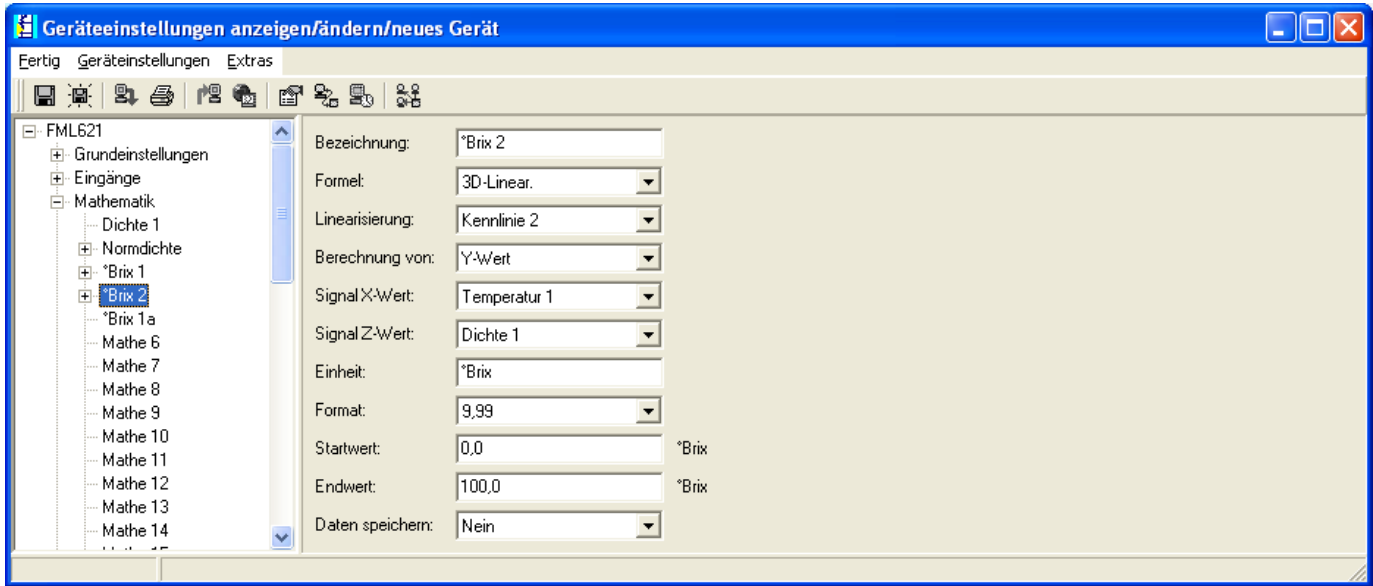 Geräteeinstellungen anzeigen/ändern/neues Gerät
Fertig Geräteinstellungen Extras
FML621
Grundeinstellungen
Eingänge
Mathematik
Dichte 1
Normdichte
°Brix 1
°Brix 2
°Brix 1a
Mathe 6
Mathe 7
Mathe 8
Mathe 9
Mathe 10
Mathe 11
Mathe 12
Mathe 13
Mathe 14
Bezeichnung: °Brix 2
Formel: 3D-Linear.
Linearisierung: Kennlinie 2
Berechnung von: Y-Wert
Signal X-Wert: Temperatur 1
Signal Z-Wert: Dichte 1
Einheit: °Brix
Format: 9,99
Startwert: 0,0 °Brix
Endwert: 100,0 °Brix
Daten speichern: Nein